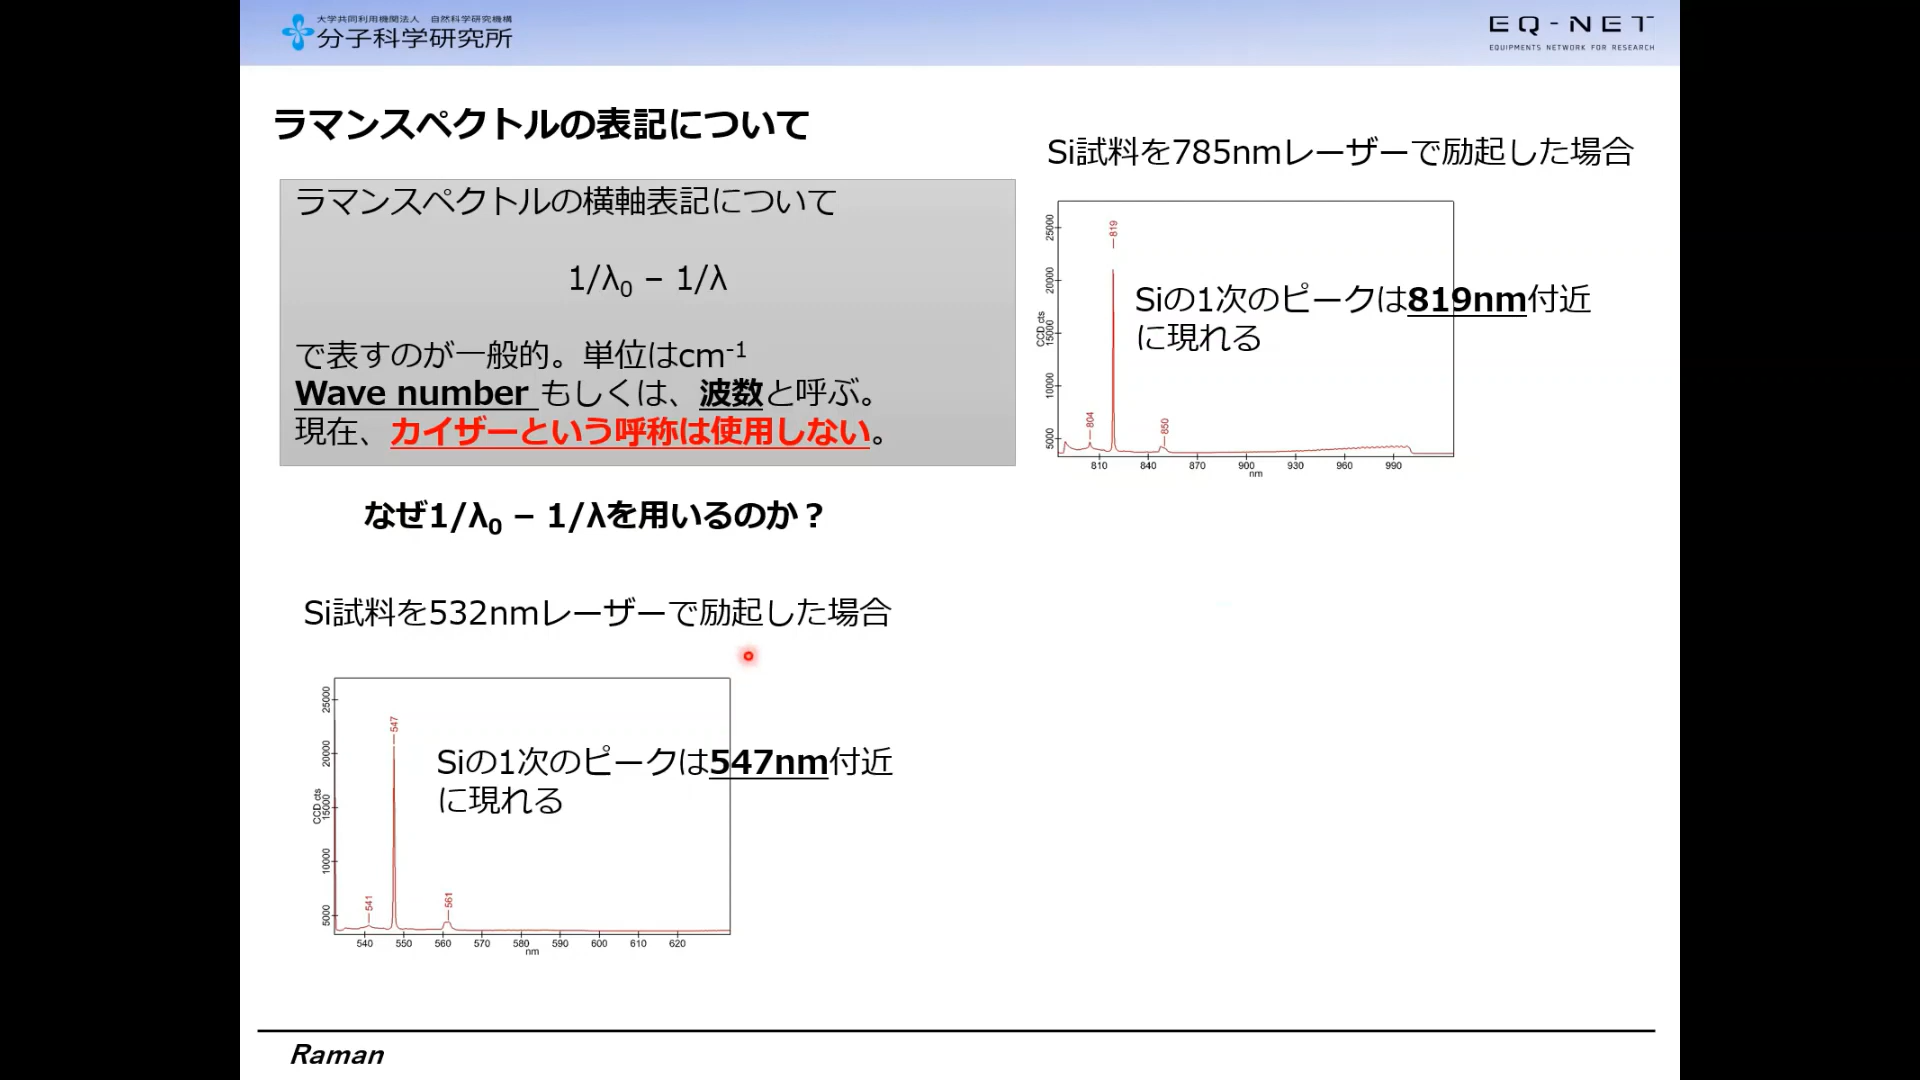 大学共同利用機関法人 自然科学研究機構
分子科学研究所
EQ-NET
EQUIPMENTS NETWORK FOR RESEARCH
ラマンスペクトルの表記について
ラマンスペクトルの横軸表記について
1/λ0 – 1/λ
で表すのが一般的。単位はcm-1
Wave number もしくは、波数と呼ぶ。
現在、カイザーという呼称は使用しない。
なぜ1/λ0 – 1/λを用いるのか？
Si試料を532nmレーザーで励起した場合
25000
20000
15000
10000
5000
CCD cts
547
541
561
Siの1次のピークは547nm付近
に現れる
540 550 560 570 580 590 600 610 620
nm
Si試料を785nmレーザーで励起した場合
25000
20000
15000
10000
5000
CCD cts
819
804
850
Siの1次のピークは819nm付近
に現れる
810 840 870 900 930 960 990
nm
Raman